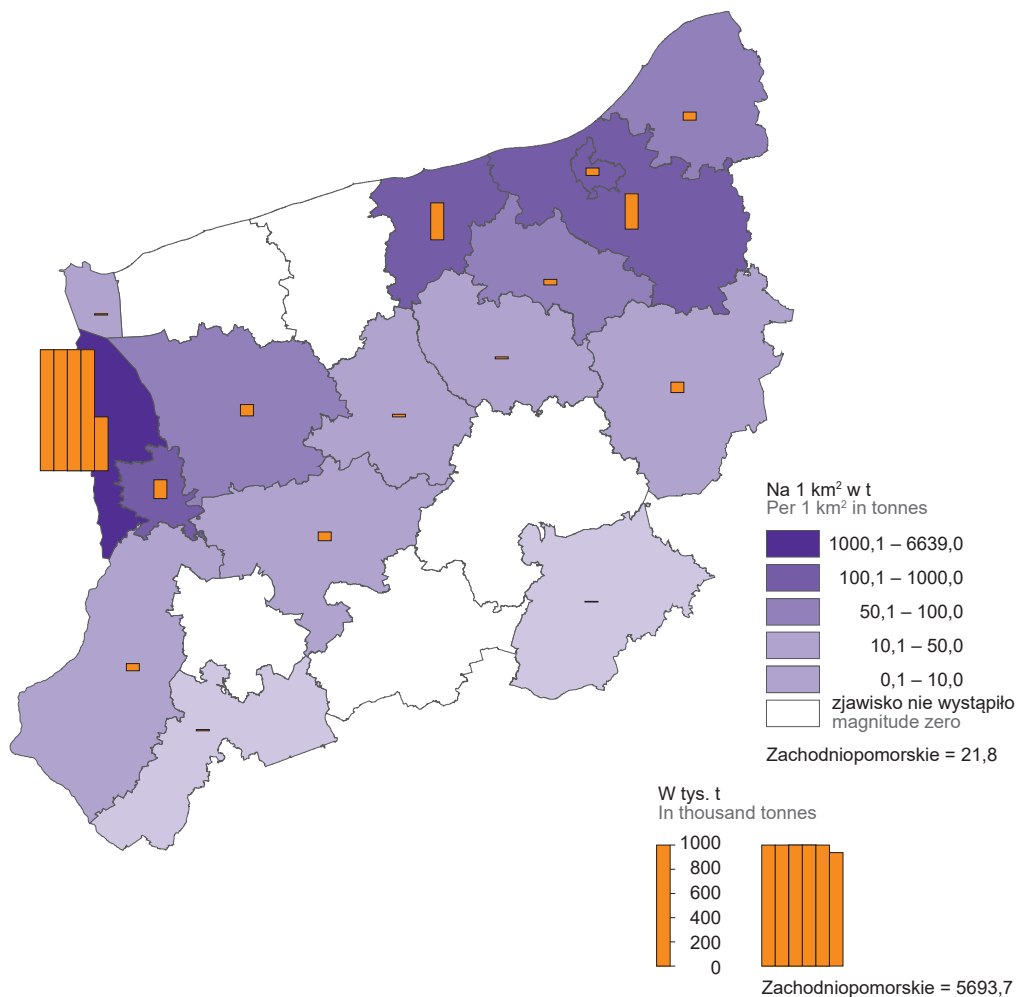 Na 1 km² w t
Per 1 km² in tonnes
1000,1 – 6639,0
100,1 – 1000,0
50,1 – 100,0
10,1 – 50,0
0,1 – 10,0
zjawisko nie wystąpiło
magnitude zero
Zachodniopomorskie = 21,8
W tys. t
In thousand tonnes
1000
800
600
400
200
0
Zachodniopomorskie = 5693,7